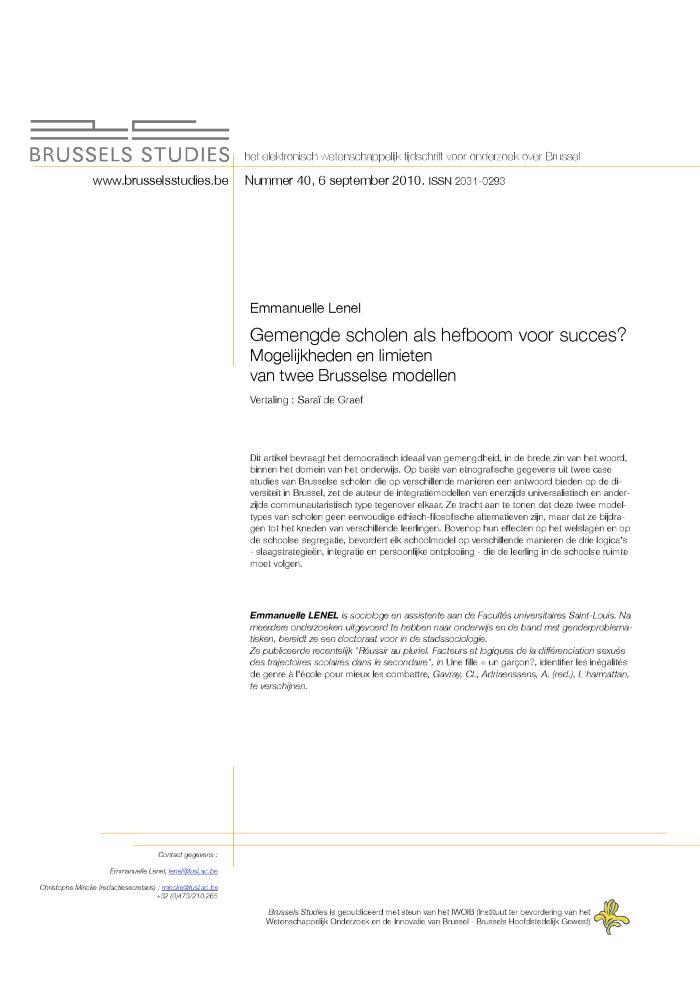 BRUSSELS STUDIES
het elektronisch wetenschappelijk tijdschrift voor onderzoek over Brussel
www.brusselsstudies.be
Nummer 40, 6 september 2010. ISSN 2031-0293
Emmanuelle Lenel
Gemengde scholen als hefboom voor succes?
Mogelijkheden en limieten
van twee Brusselse modellen
Vertaling : Saraï de Graef
Dit artikel bevraagt het democratisch ideaal van gemengdheid, in de brede zin van het woord,
binnen het domein van het onderwijs. Op basis van etnografische gegevens uit twee case
studies van Brusselse scholen die op verschillende manieren een antwoord bieden op de di-
versiteit in Brussel, zet de auteur de integratiemodellen van enerzijds universalistisch en ander-
zijds communautaristisch type tegenover elkaar. Ze tracht aan te tonen dat deze twee model-
types van scholen geen eenvoudige ethisch-filosofische alternatieven zijn, maar dat ze bijdra-
gen tot het kneden van verschillende leerlingen. Bovenop hun effecten op het welslagen en op
de schoolse segregatie, bevordert elk schoolmodel op verschillende manieren de drie logica's
- slaagstrategieën, integratie en persoonlijke ontplooiing - die de leerling in de schoolse ruimte
moet volgen.
Emmanuelle LENEL is sociologe en assistente aan de Facultés universitaires Saint-Louis. Na
meerdere onderzoeken uitgevoerd te hebben naar onderwijs en de band met genderproblema-
tieken, bereidt ze een doctoraat voor in de stadssociologie.
Ze publiceerde recentelijk "Réussir au pluriel. Facteurs et logiques de la différenciation sexuée
des trajectoires scolaires dans le secondaire", in Une fille = un garçon?, identifier les inégalités
de genre à l'école pour mieux les combattre, Gavray, Cl., Adriaenssens, A. (red.), L'harmattan,
te verschijnen.
Contact gegevens :
Emmanuelle Lenel, lenel@fusl.ac.be
Christophe Mincke (redactiesecretaris) : mincke@fusl.ac.be
+32 (0)473/210.265
Brussels Studies is gepubliceerd met steun van het IWOIB (Instituut ter bevordering van het
Wetenschappelijk Onderzoek en de Innovatie van Brussel - Brussels Hoofdstedelijk Gewest)